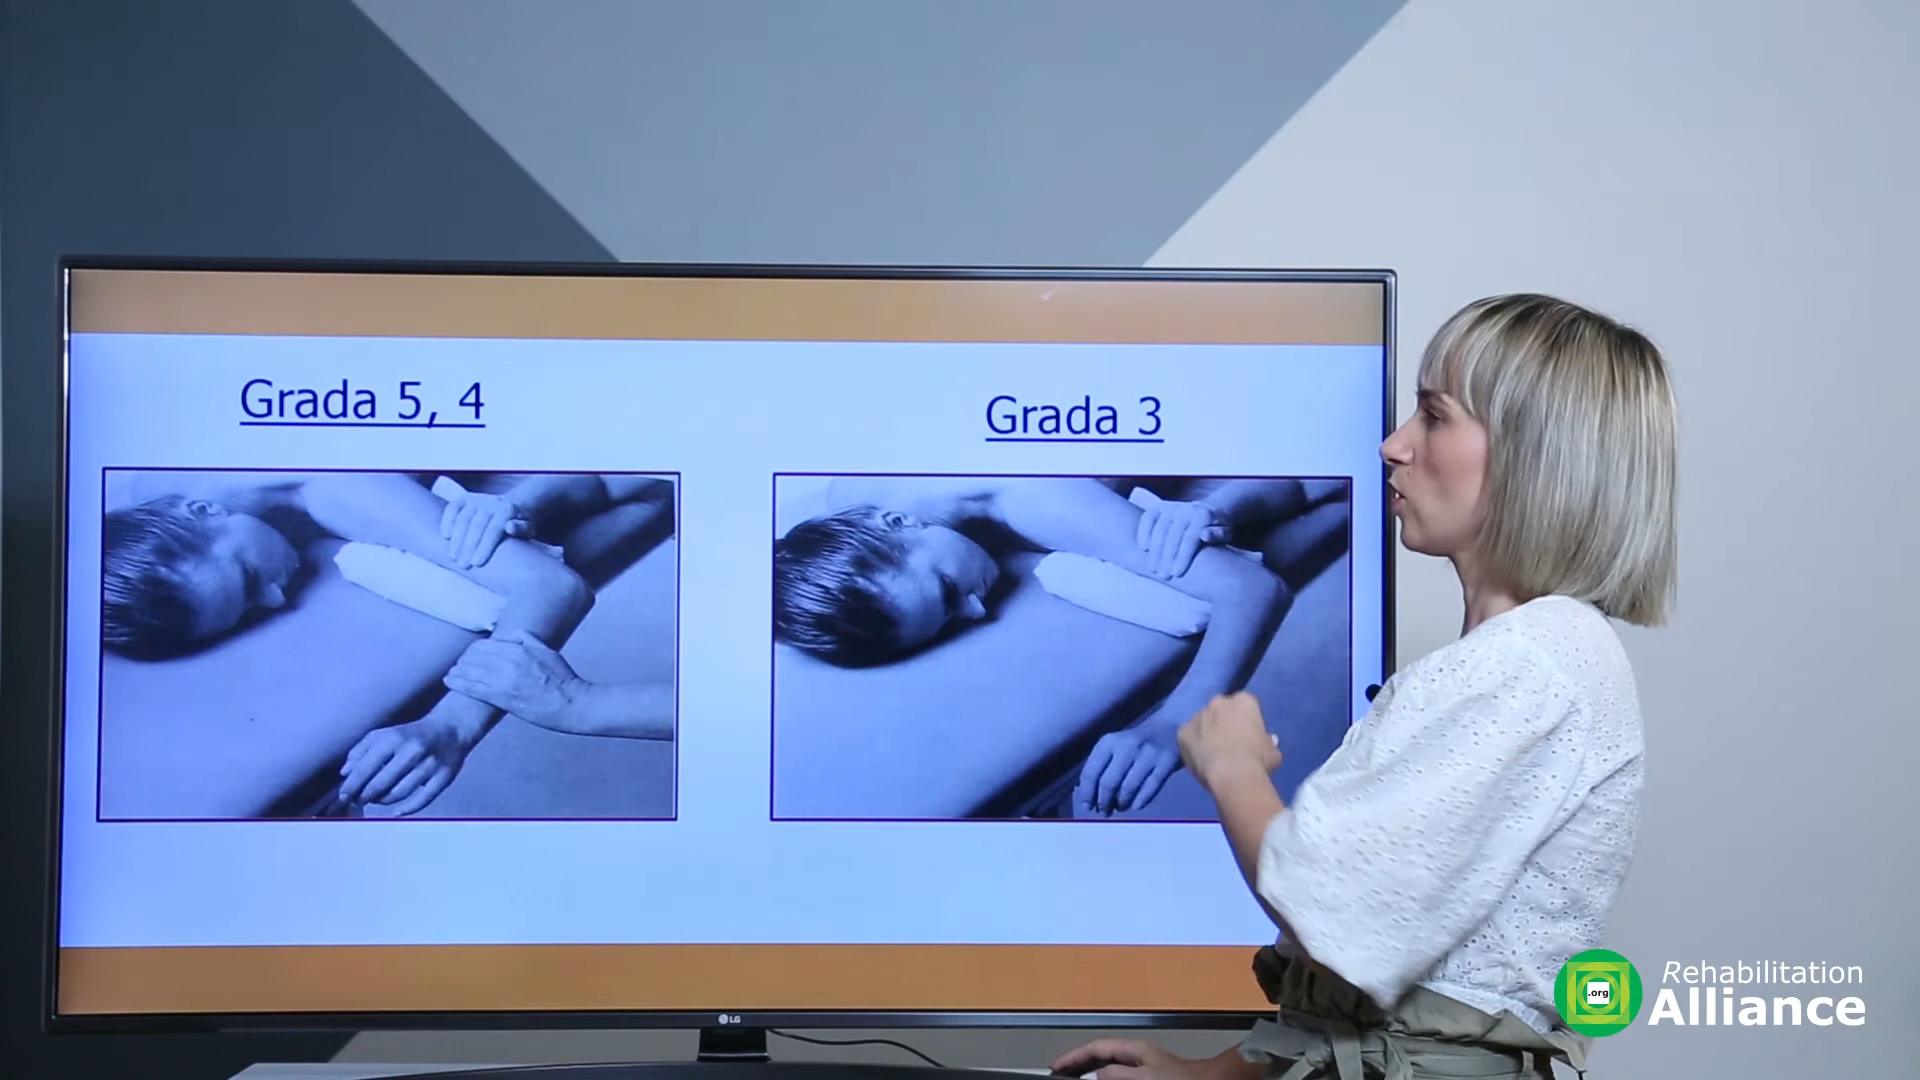 Grada 5, 4
Grada 3
LG
.org
Rehabilitation
Alliance